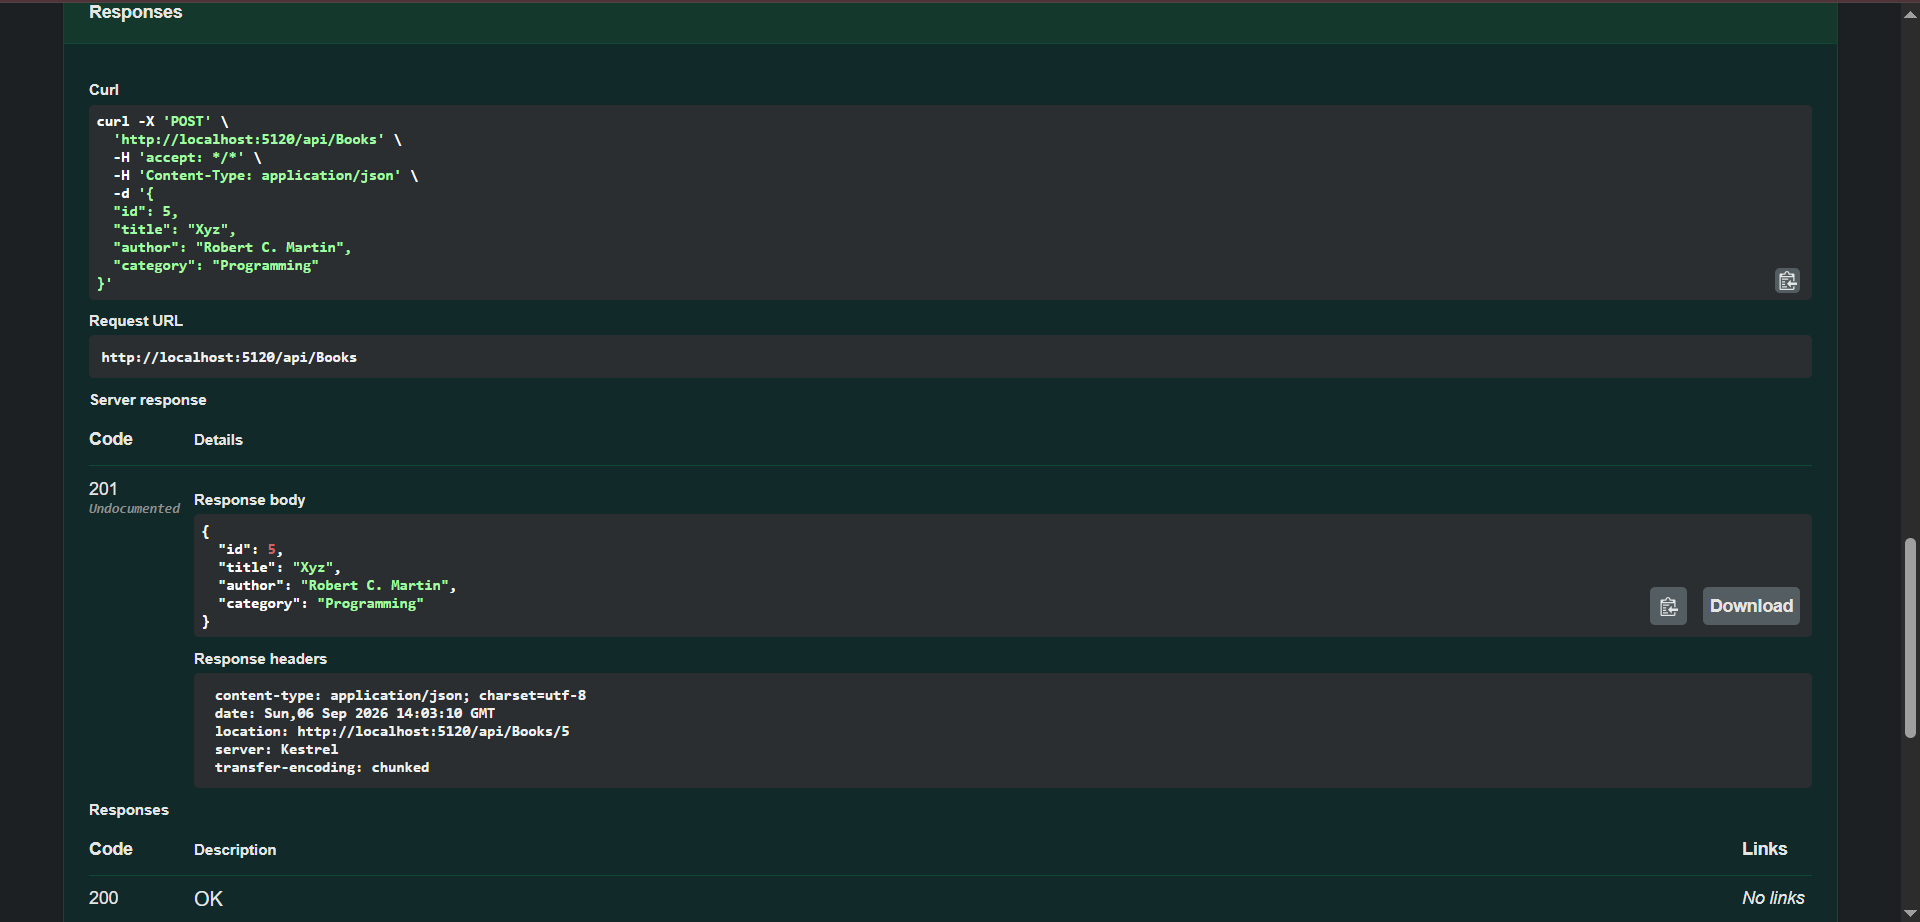 Responses
Curl
curl -X 'POST' \
  'http://localhost:5120/api/Books' \
  -H 'accept: */*' \
  -H 'Content-Type: application/json' \
  -d '{
  "id": 5,
  "title": "Xyz",
  "author": "Robert C. Martin",
  "category": "Programming"
}'
Request URL
http://localhost:5120/api/Books
Server response
Code Details
201
Undocumented
Response body
{
  "id": 5,
  "title": "Xyz",
  "author": "Robert C. Martin",
  "category": "Programming"
}
Download
Response headers
content-type: application/json; charset=utf-8
date: Sun,06 Sep 2026 14:03:10 GMT
location: http://localhost:5120/api/Books/5
server: Kestrel
transfer-encoding: chunked
Responses
Code Description Links
200 OK No links